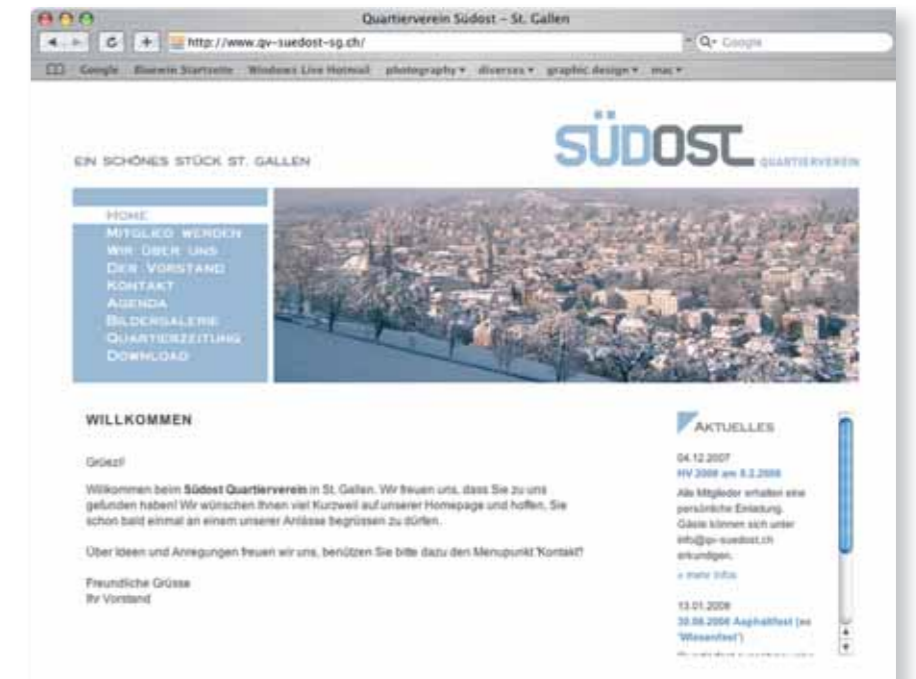 Quartierverein Südost – St. Gallen
http://www.qv-suedost-sg.ch/
Google
Google Bluewin Startseite Windows Live Hotmail photography diverses graphic design mac
EIN SCHÖNES STÜCK ST. GALLEN
SÜDOST QUARTIERVEREIN
HOME
MITGLIED WERDEN
WIR ÜBER UNS
DER VORSTAND
KONTAKT
AGENDA
BILDERGALERIE
QUARTIERZEITUNG
DOWNLOAD
WILLKOMMEN
Grüezi!
Willkommen beim Südost Quartierverein in St. Gallen. Wir freuen uns, dass Sie zu uns
gefunden haben! Wir wünschen Ihnen viel Kurzweil auf unserer Homepage und hoffen, Sie
schon bald einmal an einem unserer Anlässe begrüssen zu dürfen.
Über Ideen und Anregungen freuen wir uns, benützen Sie bitte dazu den Menupunkt 'Kontakt'!
Freundliche Grüsse
Ihr Vorstand
AKTUELLES
04.12.2007
HV 2008 am 8.2.2008
Alle Mitglieder erhalten eine
persönliche Einladung.
Gäste können sich unter
info@qv-suedost.ch
erkundigen.
» mehr Infos
13.01.2008
30.08.2008 Asphaltfest (ex
'Wiesenfest')